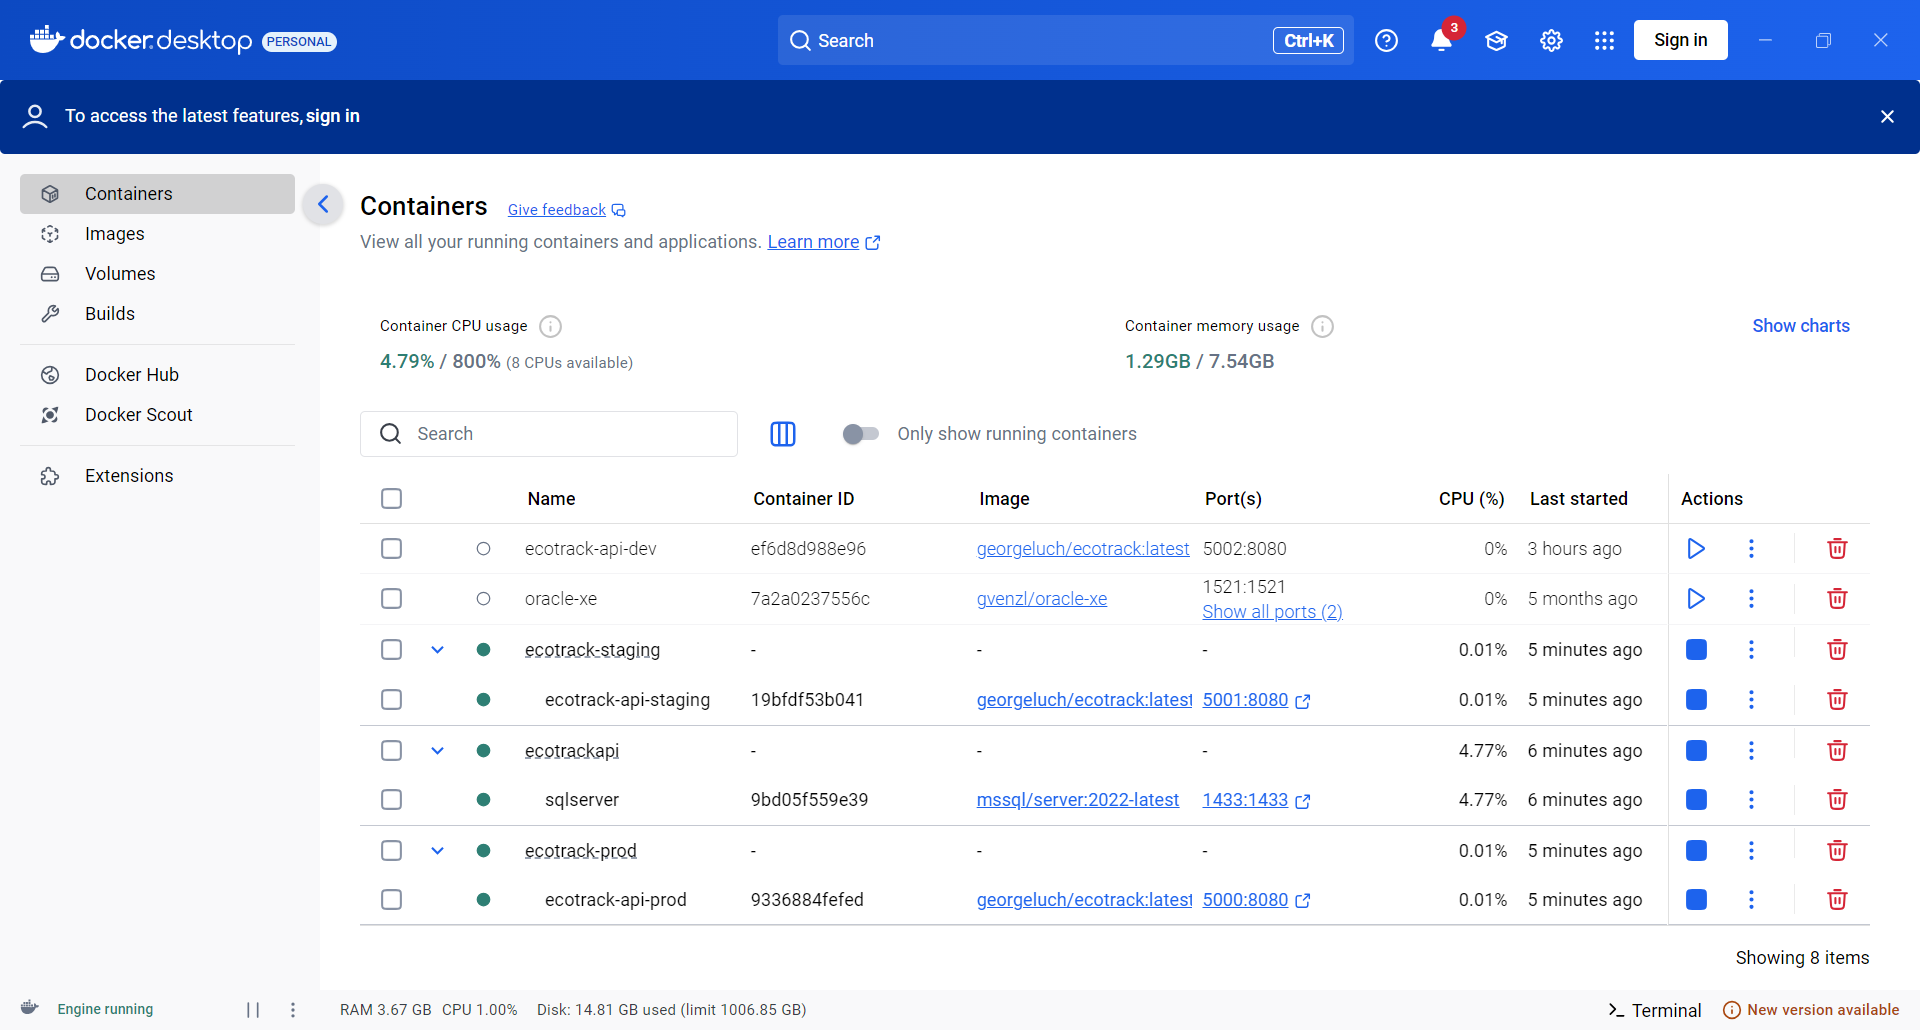 docker.desktop PERSONAL
Search Ctrl+K
3
Sign in
To access the latest features, sign in
Containers
Images
Volumes
Builds
Docker Hub
Docker Scout
Extensions
Containers Give feedback
View all your running containers and applications. Learn more
Container CPU usage
4.79% / 800% (8 CPUs available)
Container memory usage
1.29GB / 7.54GB
Show charts
Search
Only show running containers
Name Container ID Image Port(s) CPU (%) Last started Actions
ecotrack-api-dev ef6d8d988e96 georgeluch/ecotrack:latest 5002:8080 0% 3 hours ago
oracle-xe 7a2a0237556c gvenzl/oracle-xe 1521:1521 0% 5 months ago
Show all ports (2)
ecotrack-staging - - - 0.01% 5 minutes ago
ecotrack-api-staging 19bfdf53b041 georgeluch/ecotrack:latest 5001:8080 0.01% 5 minutes ago
ecotrackapi - - - 4.77% 6 minutes ago
sqlserver 9bd05f559e39 mssql/server:2022-latest 1433:1433 4.77% 6 minutes ago
ecotrack-prod - - - 0.01% 5 minutes ago
ecotrack-api-prod 9336884fefed georgeluch/ecotrack:latest 5000:8080 0.01% 5 minutes ago
Showing 8 items
Engine running
RAM 3.67 GB CPU 1.00% Disk: 14.81 GB used (limit 1006.85 GB)
>_ Terminal
New version available